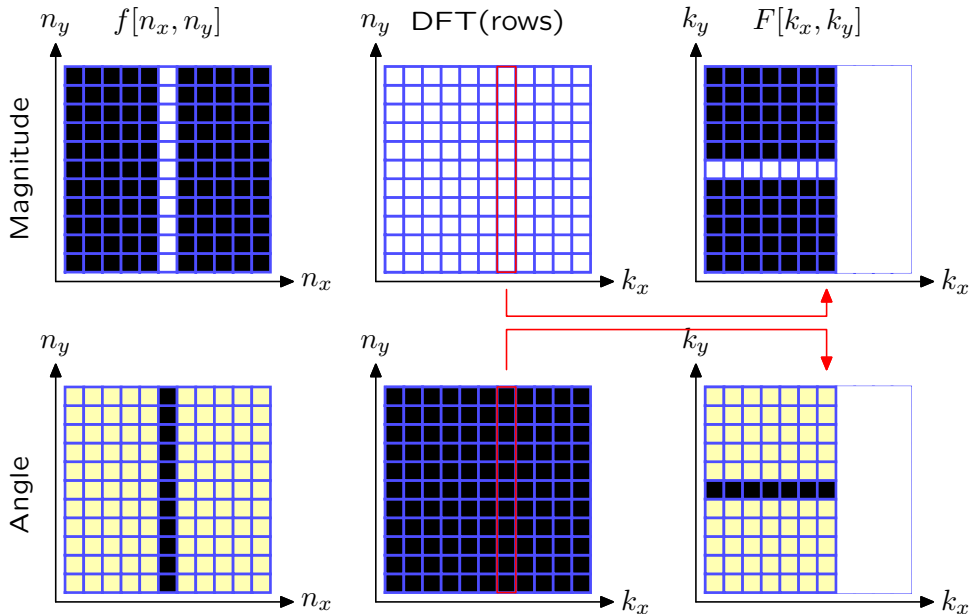 n_y f[n_x, n_y] n_y DFT(rows) k_y F[k_x, k_y]
Magnitude
n_x k_x k_x
n_y n_y k_y
Angle
n_x k_x k_x